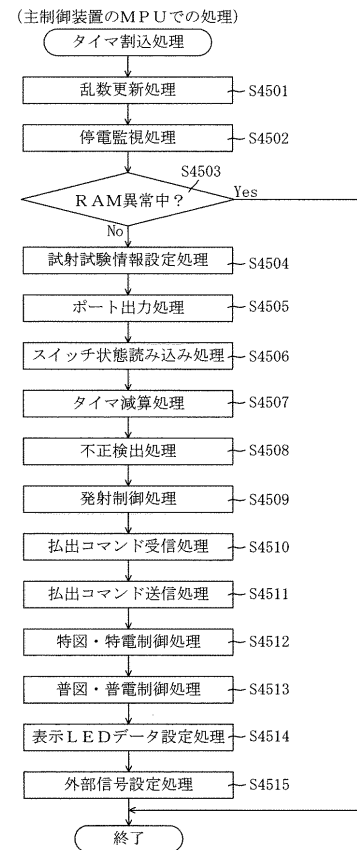 (主制御装置のMPUでの処理)
タイマ割込処理
乱数更新処理 S4501
停電監視処理 S4502
S4503
RAM異常中? Yes
No
試射試験情報設定処理 S4504
ポート出力処理 S4505
スイッチ状態読み込み処理 S4506
タイマ減算処理 S4507
不正検出処理 S4508
発射制御処理 S4509
払出コマンド受信処理 S4510
払出コマンド送信処理 S4511
特図・特電制御処理 S4512
普図・普電制御処理 S4513
表示LEDデータ設定処理 S4514
外部信号設定処理 S4515
終了